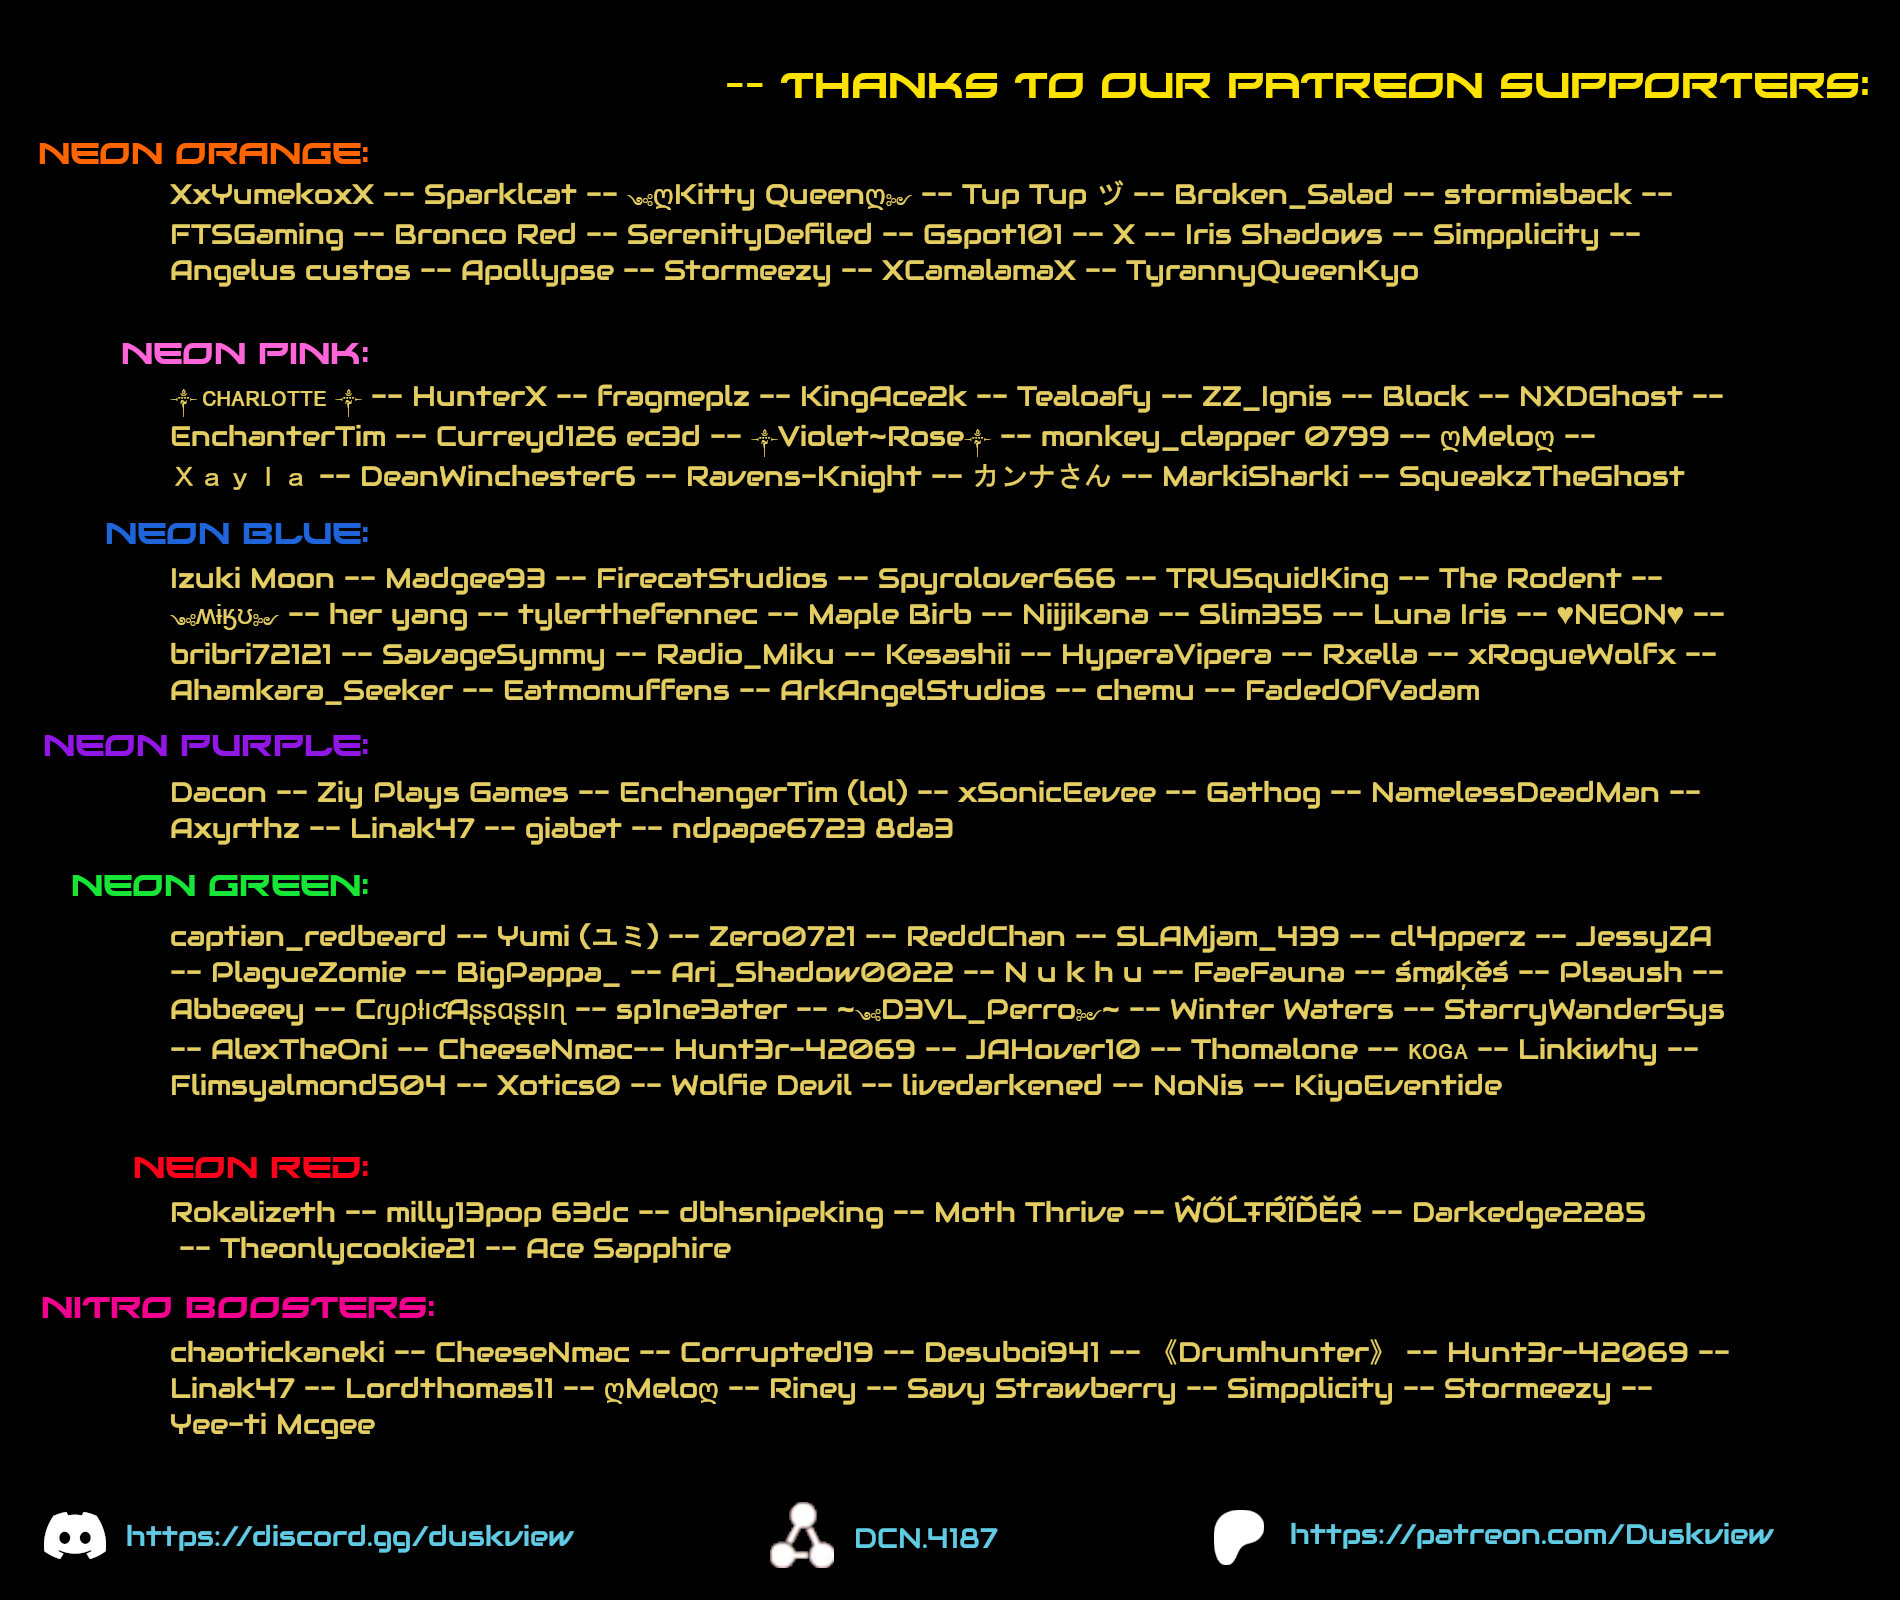 -- THANKS TO OUR PATREON SUPPORTERS:
NEON ORANGE:
XxYumekoxX -- Sparklcat -- ༺ღKitty Queenღ༻ -- Tup Tup ヅ -- Broken_Salad -- stormisback --
FTSGaming -- Bronco Red -- SerenityDefiled -- Gspot101 -- X -- Iris Shadows -- Simpplicity --
Angelus custos -- Apollypse -- Stormeezy -- XCamalamaX -- TyrannyQueenKyo
NEON PINK:
༒ ᴄʜᴀʀʟᴏᴛᴛᴇ ༒ -- HunterX -- fragmeplz -- KingAce2k -- Tealoafy -- ZZ_Ignis -- Block -- NXDGhost --
EnchanterTim -- Curreyd126 ec3d -- ༒Violet~Rose༒ -- monkey_clapper 0799 -- ღMeloღ --
Ｘａｙｌａ -- DeanWinchester6 -- Ravens-Knight -- カンナさん -- MarkiSharki -- SqueakzTheGhost
NEON BLUE:
Izuki Moon -- Madgee93 -- FirecatStudios -- Spyrolover666 -- TRUSquidKing -- The Rodent --
༺ʍɨӄʊ༻ -- her yang -- tylerthefennec -- Maple Birb -- Niijikana -- Slim355 -- Luna Iris -- ♥NEON♥ --
bribri72121 -- SavageSymmy -- Radio_Miku -- Kesashii -- HyperaVipera -- Rxella -- xRogueWolfx --
Ahamkara_Seeker -- Eatmomuffens -- ArkAngelStudios -- chemu -- FadedOfVadam
NEON PURPLE:
Dacon -- Ziy Plays Games -- EnchangerTim (lol) -- xSonicEevee -- Gathog -- NamelessDeadMan --
Axyrthz -- Linak47 -- giabet -- ndpape6723 8da3
NEON GREEN:
captian_redbeard -- Yumi (ユミ) -- Zero0721 -- ReddChan -- SLAMjam_439 -- cl4pperz -- JessyZA
-- PlagueZomie -- BigPappa_ -- Ari_Shadow0022 -- N u k h u -- FaeFauna -- śmøķěś -- Plsaush --
Abbeeey -- CɾყρƚιƈAʂʂαʂʂιɳ -- sp1ne3ater -- ~༺D3VL_Perro༻~ -- Winter Waters -- StarryWanderSys
-- AlexTheOni -- CheeseNmac-- Hunt3r-42069 -- JAHover10 -- Thomalone -- ᴋᴏɢᴀ -- Linkiwhy --
Flimsyalmond504 -- Xotics0 -- Wolfie Devil -- livedarkened -- NoNis -- KiyoEventide
NEON RED:
Rokalizeth -- milly13pop 63dc -- dbhsnipeking -- Moth Thrive -- ŴŐĹŦŔĨĎĔŔ -- Darkedge2285
-- Theonlycookie21 -- Ace Sapphire
NITRO BOOSTERS:
chaotickaneki -- CheeseNmac -- Corrupted19 -- Desuboi941 -- 《Drumhunter》 -- Hunt3r-42069 --
Linak47 -- Lordthomas11 -- ღMeloღ -- Riney -- Savy Strawberry -- Simpplicity -- Stormeezy --
Yee-ti Mcgee
https://discord.gg/duskview
DCN.4187
https://patreon.com/Duskview